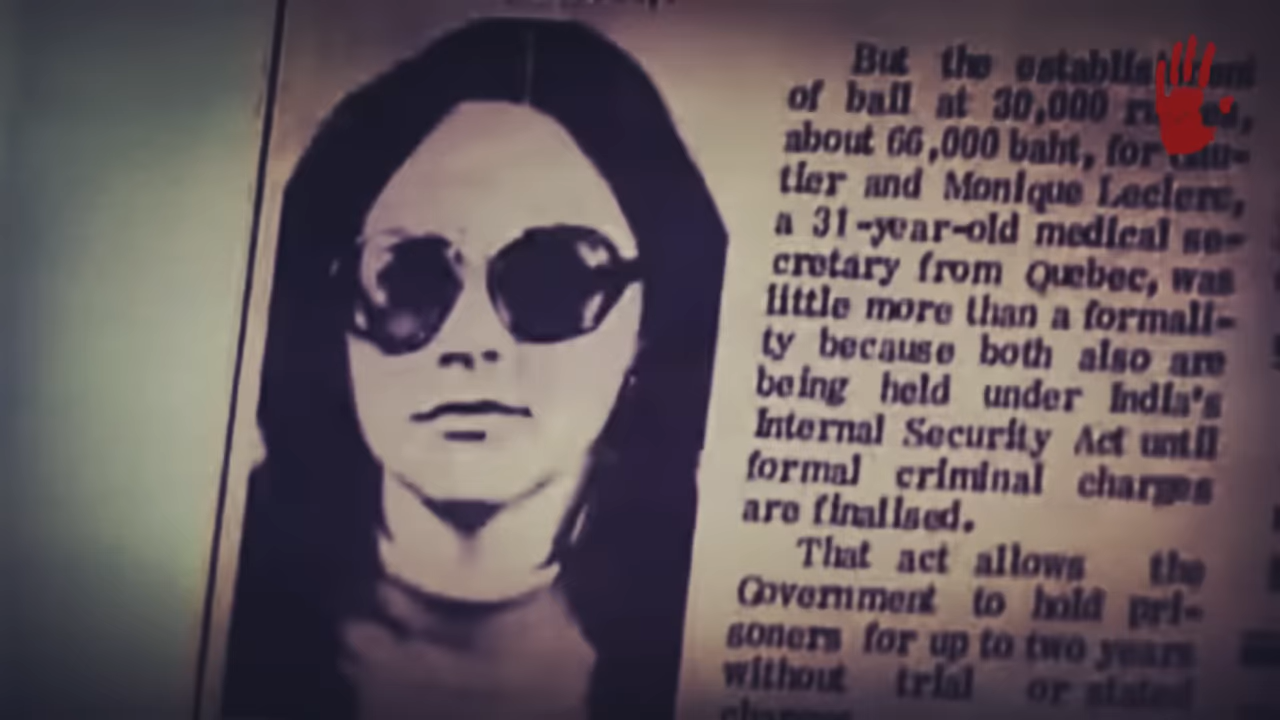 But the
of bail at 30,000
about 66,000 baht, for
tier and Monique Leclerc,
a 31-year-old medical se-
cretary from Quebec, was
little more than a formali-
ty because both also are
being held under India's
Internal Security Act until
formal criminal charges
are finalised.
That act allows the
Government to hold pri-
soners for up to two years
without trial or stated